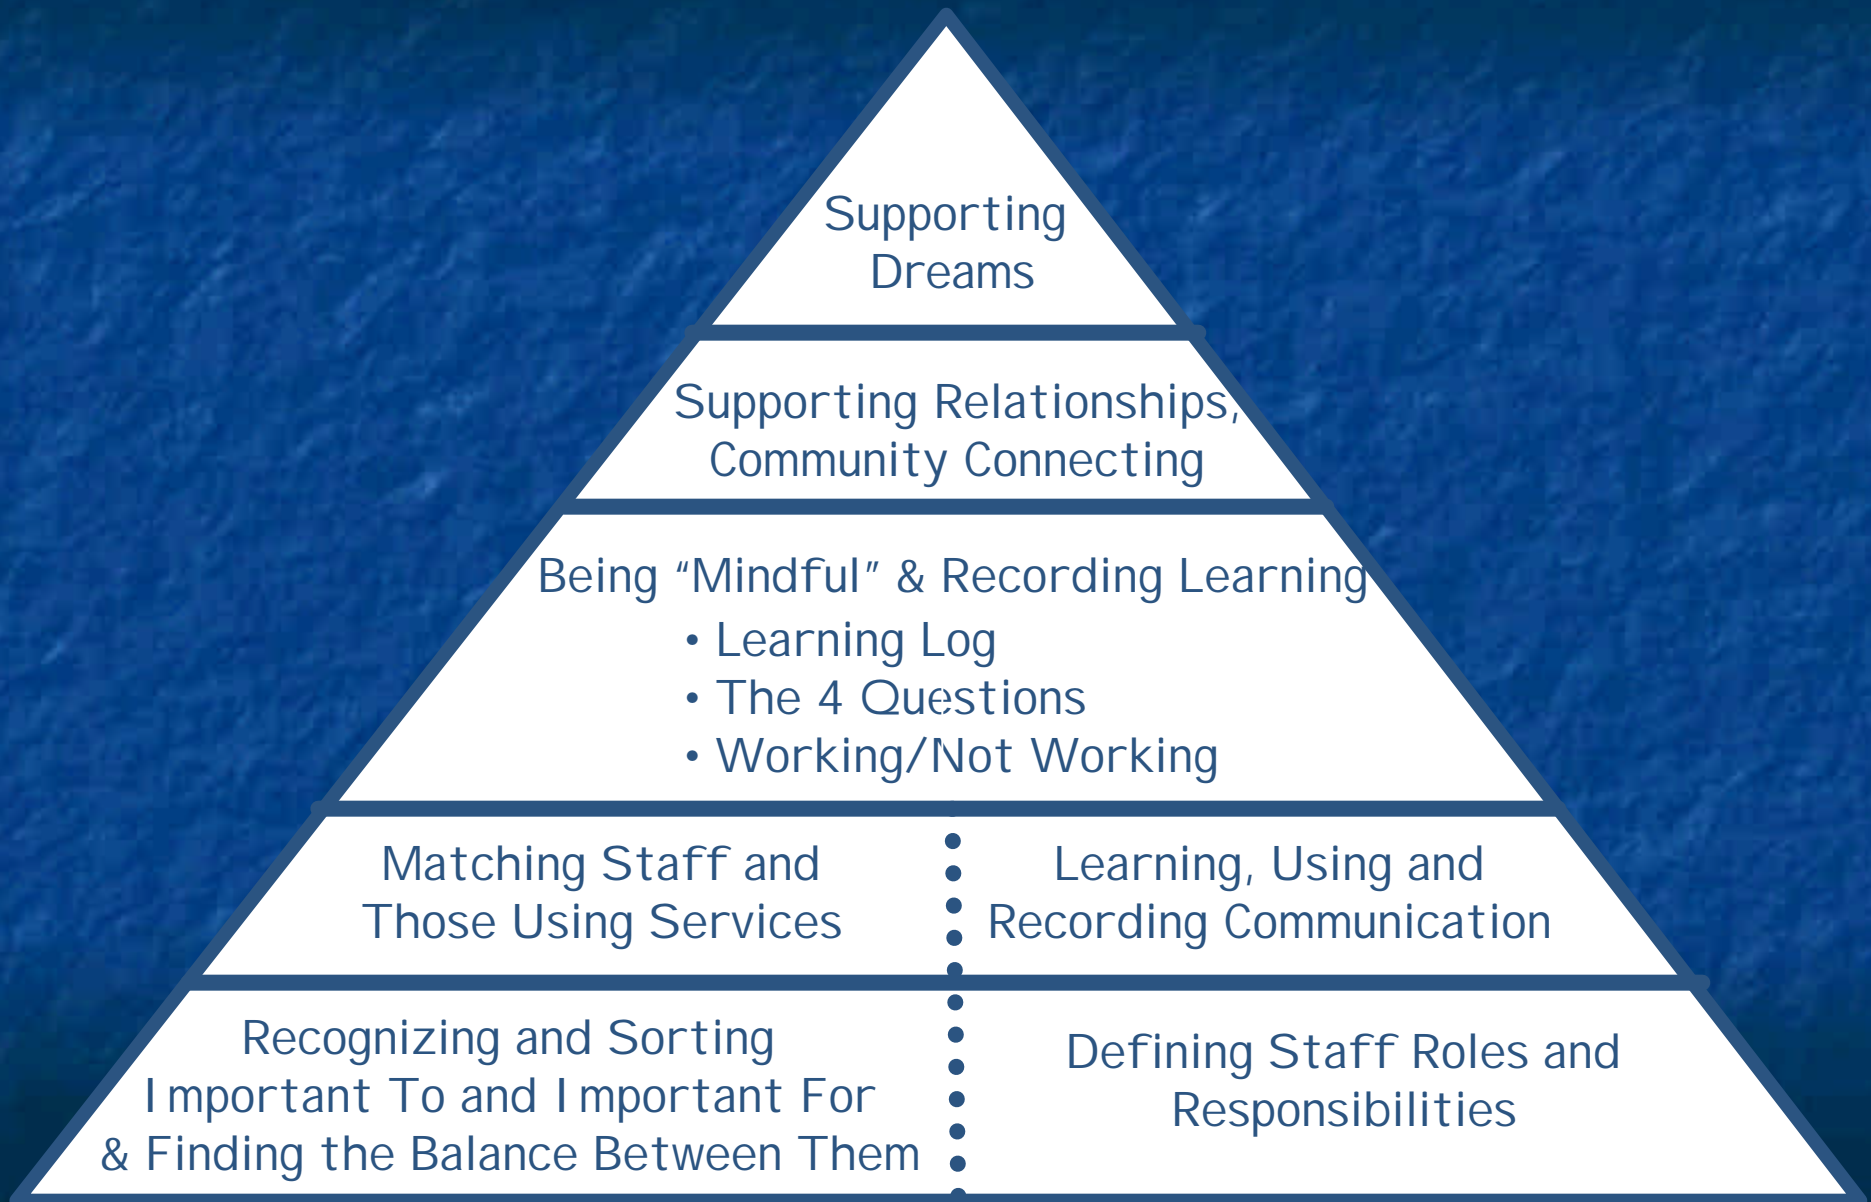 Supporting
Dreams
Supporting Relationships,
Community Connecting
Being “Mindful” & Recording Learning
• Learning Log
• The 4 Questions
• Working/Not Working
Matching Staff and
Those Using Services
Learning, Using and
Recording Communication
Recognizing and Sorting
Important To and Important For
& Finding the Balance Between Them
Defining Staff Roles and
Responsibilities